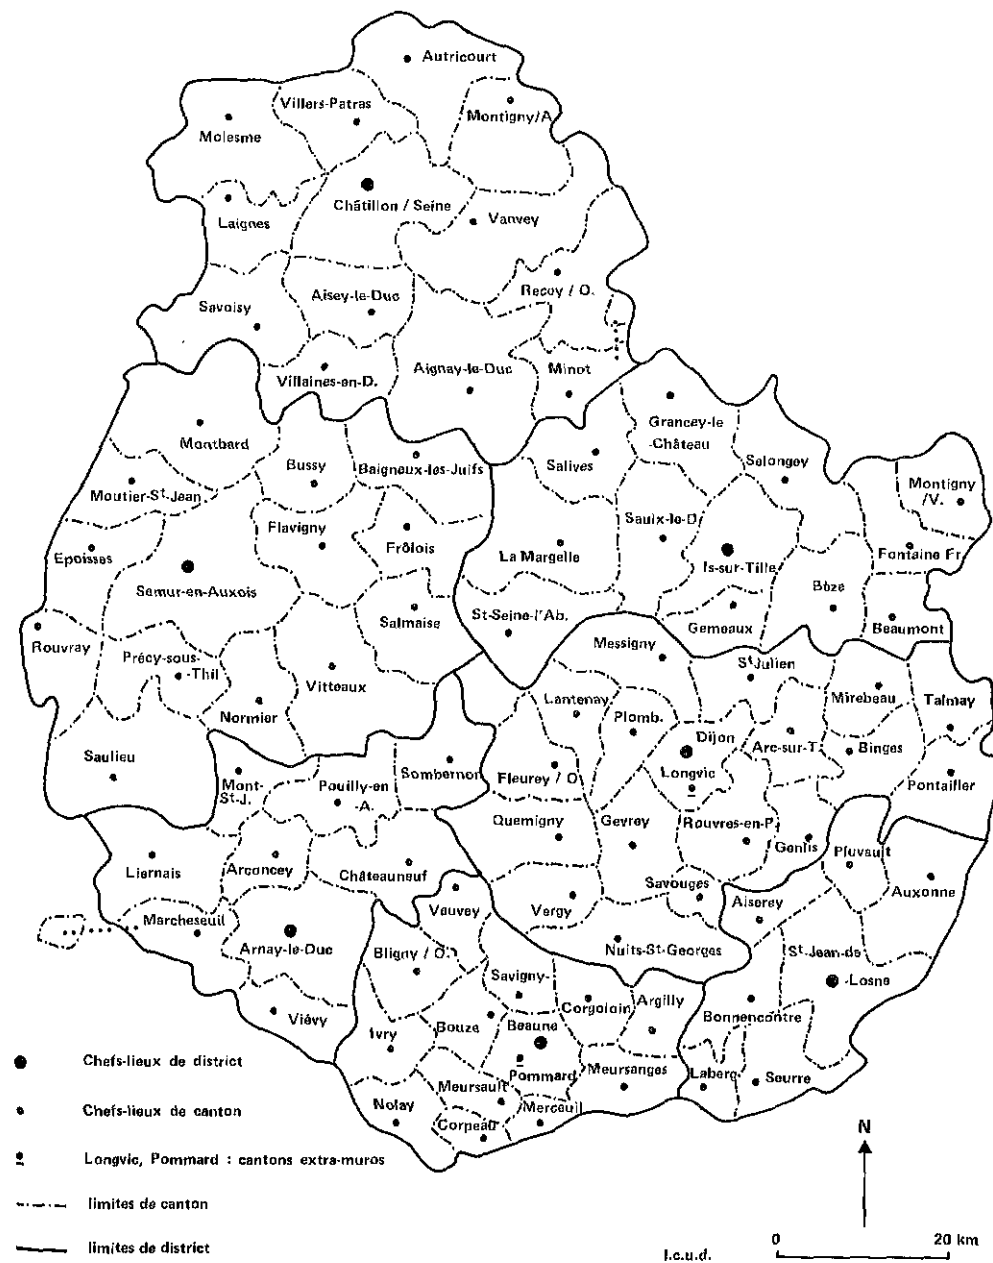 Autricourt
Villers-Patras
Montigny/A
Molesme
Châtillon / Seine
Laignes
Vanvey
Recey / O.
Aisey-le-Duc
Savoisy
Villaines-en-D.
Aignay-le-Duc
Minot
Montbard
Grancey-le
-Château
Bussy
Baigneux-les-Juifs
Salives
Selongey
Montigny
/V.
Moutier-St.Jean
Flavigny
Saulx-le-D.
Epoisses
Frôlois
La Margelle
Is-sur-Tille
Fontaine Fr.
Semur-en-Auxois
Bèze
St-Seine-l'Ab.
Salmaise
Gemeaux
Beaumont
Rouvray
Messigny
Précy-sous-
-Thil
Vitteaux
St.Julien
Lantenay
Mirebeau
Talmay
Normier
Plomb.
Dijon
Arc-sur-T.
Binges
Saulieu
Sombernon
Fleurey / O
Longvic
Mont-
St-J.
Pouilly-en
-A.
Pontailler
Quemigny
Gevrey
Rouvres-en-P.
Genlis
Pluvault
Liernais
Arconcey
Châteauneuf
Auxonne
Savouges
Veuvey
Vergy
Aiserey
Marcheseuil
Arnay-le-Duc
Bligny / O.
Nuits-St-Georges
St.Jean-de
-Losne
Savigny-
Corgoloin
Argilly
Viévy
Bonnencontre
Ivry
Bouze
Beaune
Pommard
Meursanges
Laberg.
Seurre
Meursault
Nolay
Merceuil
Corpeau
Chefs-lieux de district
Chefs-lieux de canton
Longvic, Pommard : cantons extra-muros
limites de canton
limites de district
N
I.c.u.d.
0 20 km